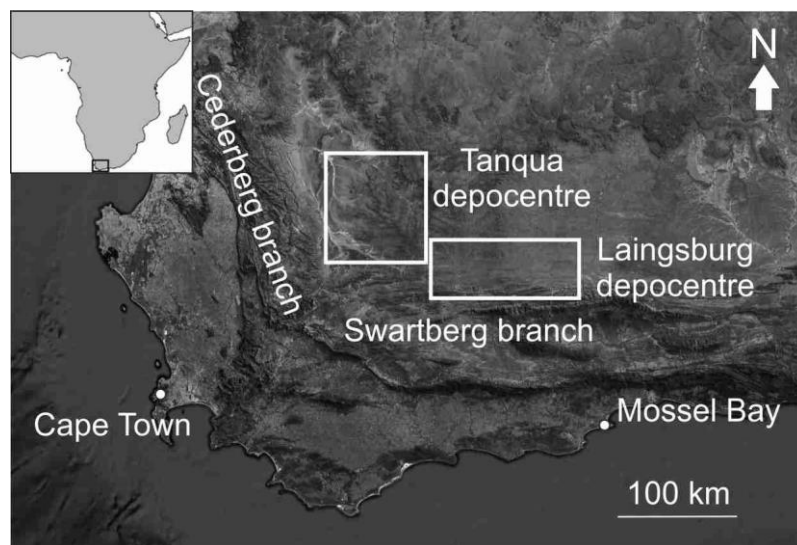 N
Cederberg branch
Tanqua
depocentre
Laingsburg
depocentre
Swartberg branch
Cape Town
Mossel Bay
100 km